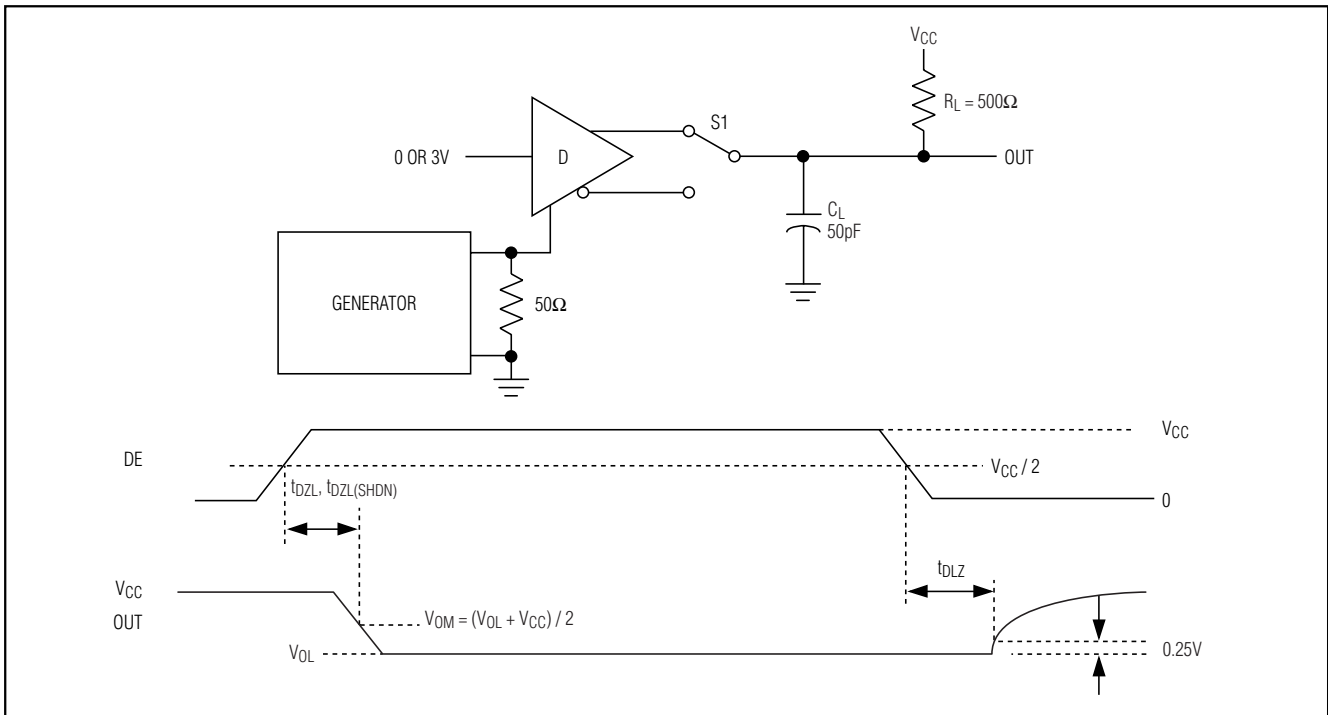 VCC
RL = 500Ω
S1
0 OR 3V
D
OUT
CL
50pF
GENERATOR
50Ω
VCC
DE
VCC / 2
tDZL, tDZL(SHDN)
0
tDLZ
VCC
OUT
VOM = (VOL + VCC) / 2
VOL
0.25V